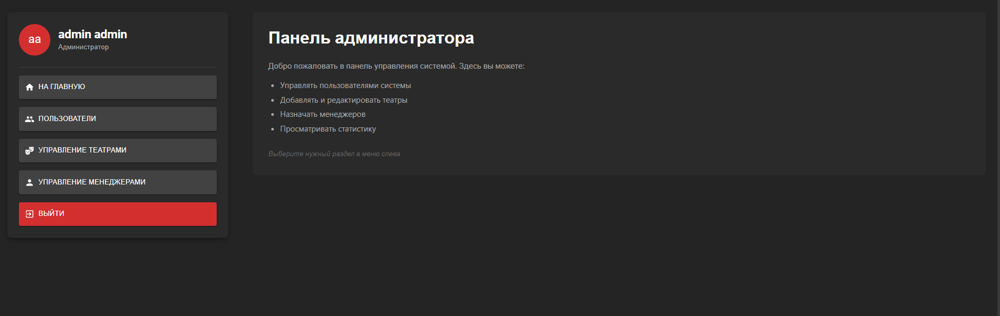 aa
admin admin
Администратор
НА ГЛАВНУЮ
ПОЛЬЗОВАТЕЛИ
УПРАВЛЕНИЕ ТЕАТРАМИ
УПРАВЛЕНИЕ МЕНЕДЖЕРАМИ
ВЫЙТИ
Панель администратора
Добро пожаловать в панель управления системой. Здесь вы можете:
• Управлять пользователями системы
• Добавлять и редактировать театры
• Назначать менеджеров
• Просматривать статистику
Выберите нужный раздел в меню слева